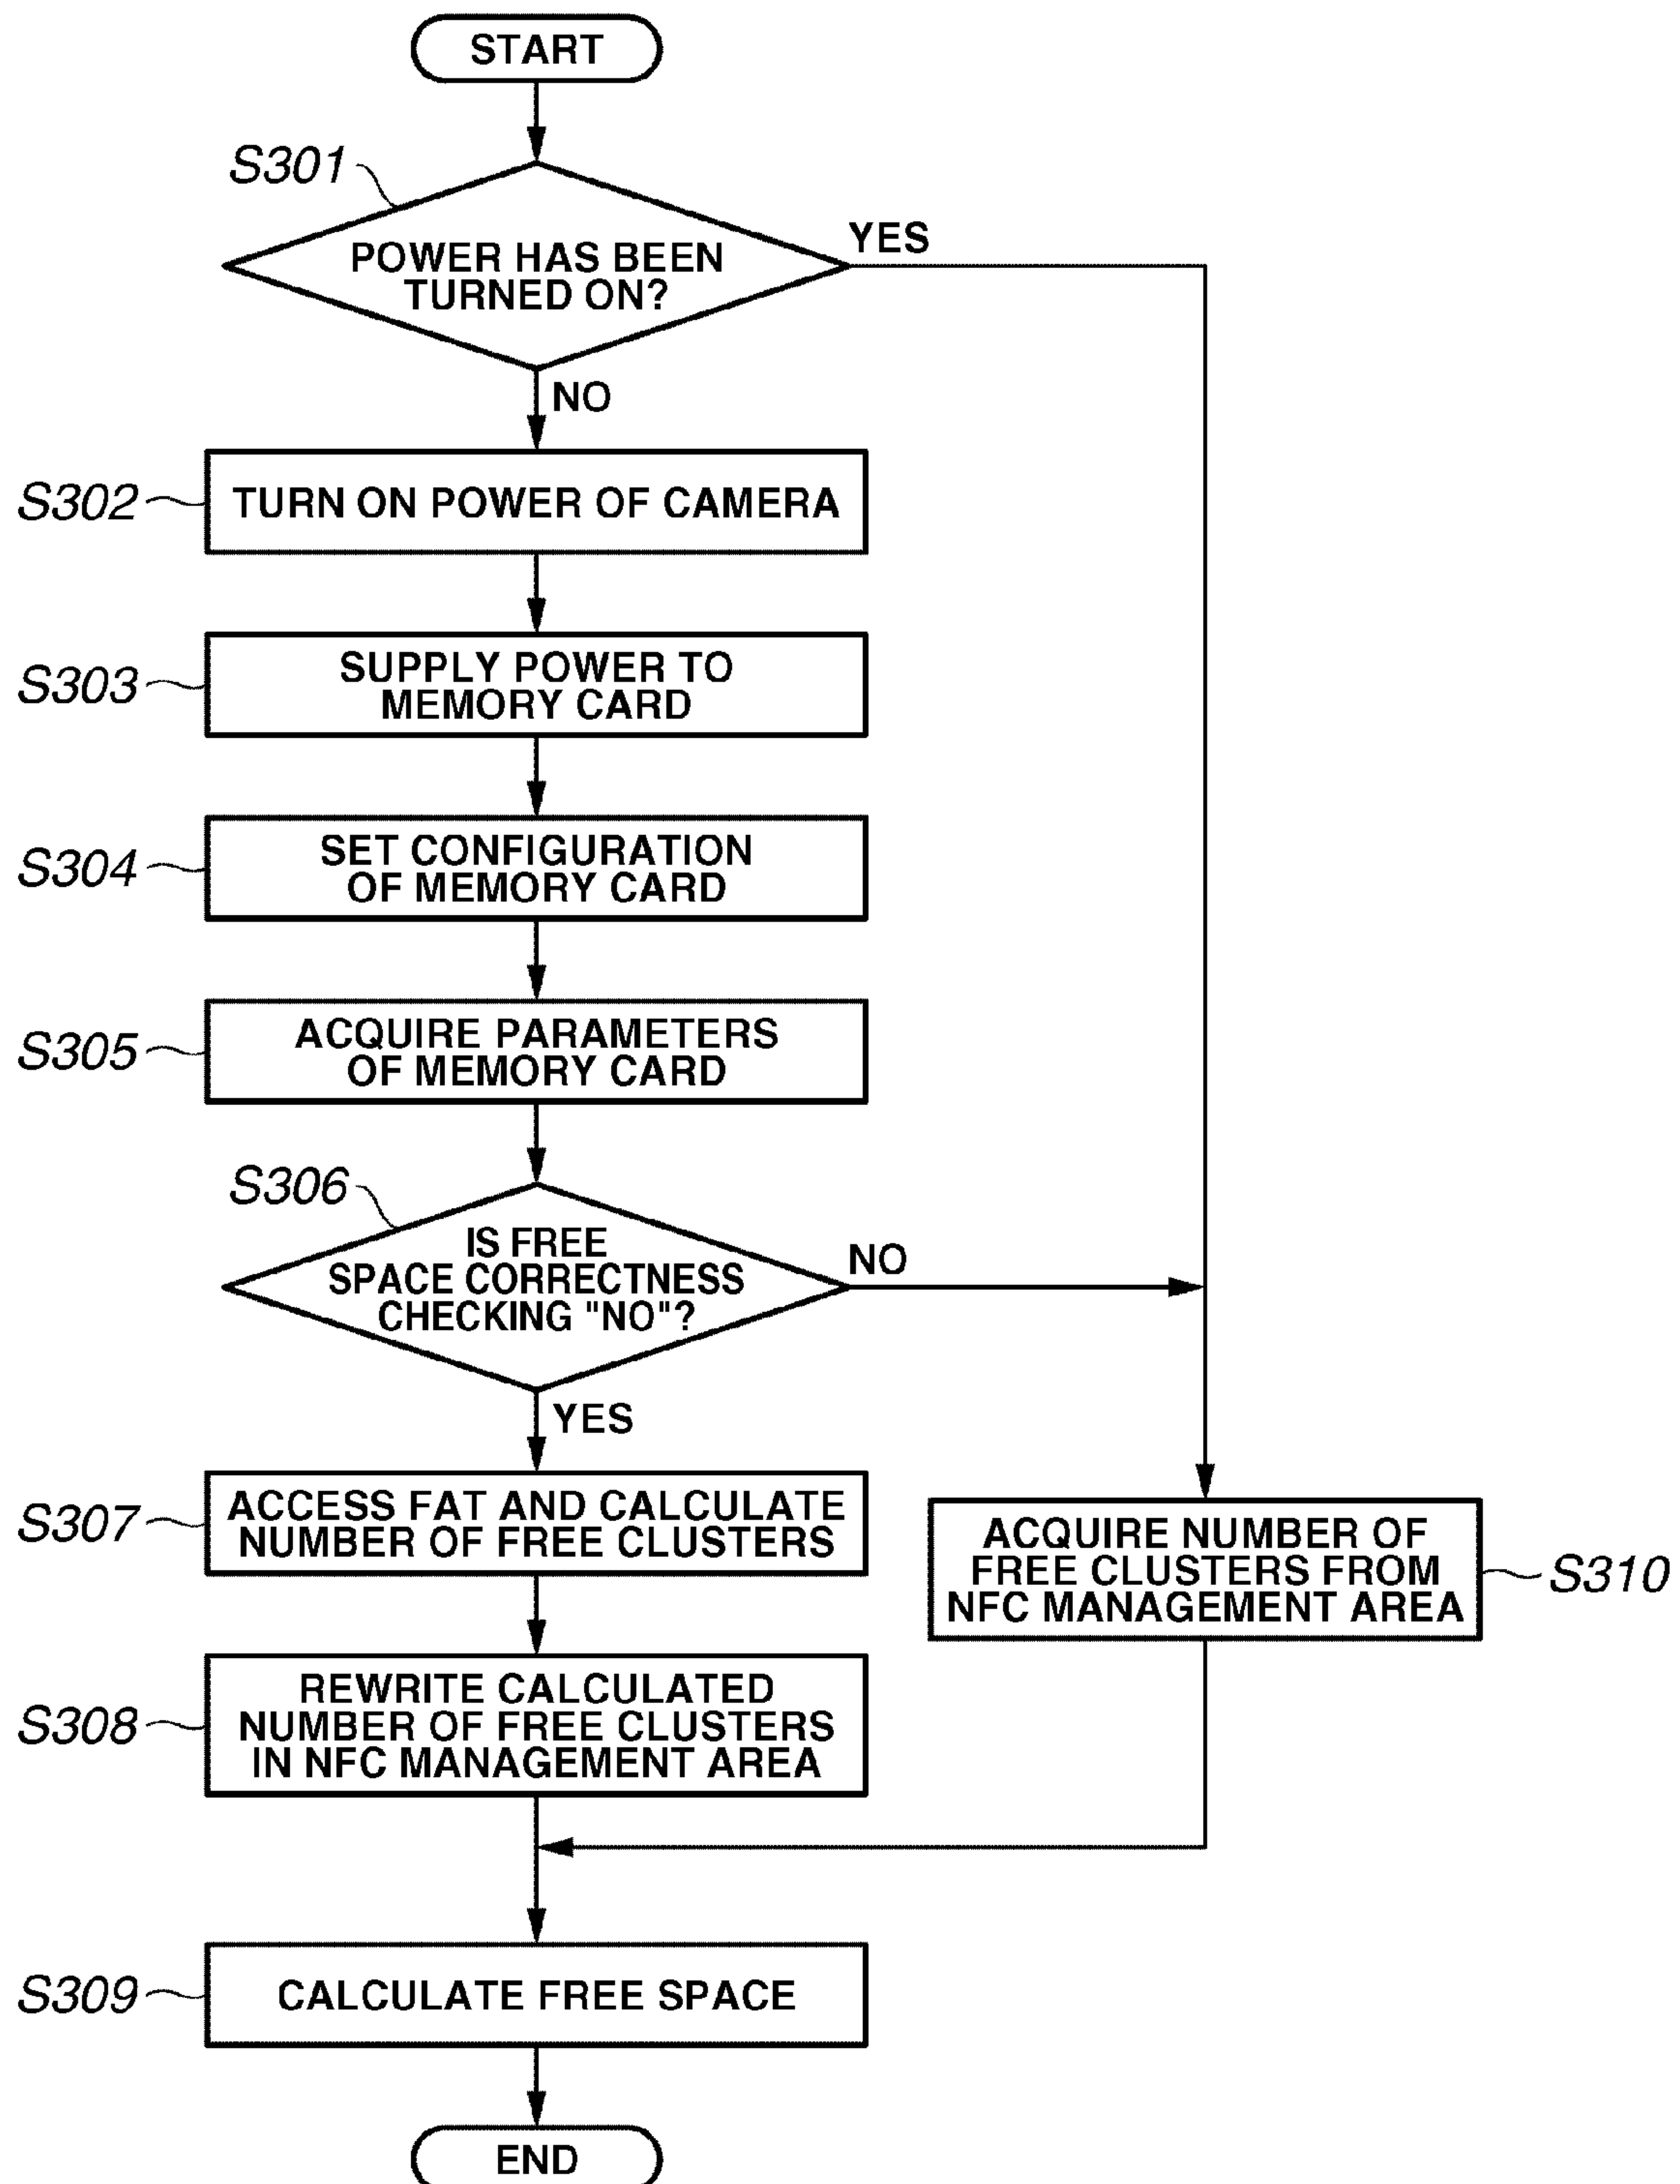 START
S301
POWER HAS BEEN
TURNED ON?
YES
NO
S302
TURN ON POWER OF CAMERA
S303
SUPPLY POWER TO
MEMORY CARD
S304
SET CONFIGURATION
OF MEMORY CARD
S305
ACQUIRE PARAMETERS
OF MEMORY CARD
S306
IS FREE
SPACE CORRECTNESS
CHECKING "NO"?
NO
YES
S307
ACCESS FAT AND CALCULATE
NUMBER OF FREE CLUSTERS
ACQUIRE NUMBER OF
FREE CLUSTERS FROM
NFC MANAGEMENT AREA
S310
S308
REWRITE CALCULATED
NUMBER OF FREE CLUSTERS
IN NFC MANAGEMENT AREA
S309
CALCULATE FREE SPACE
END